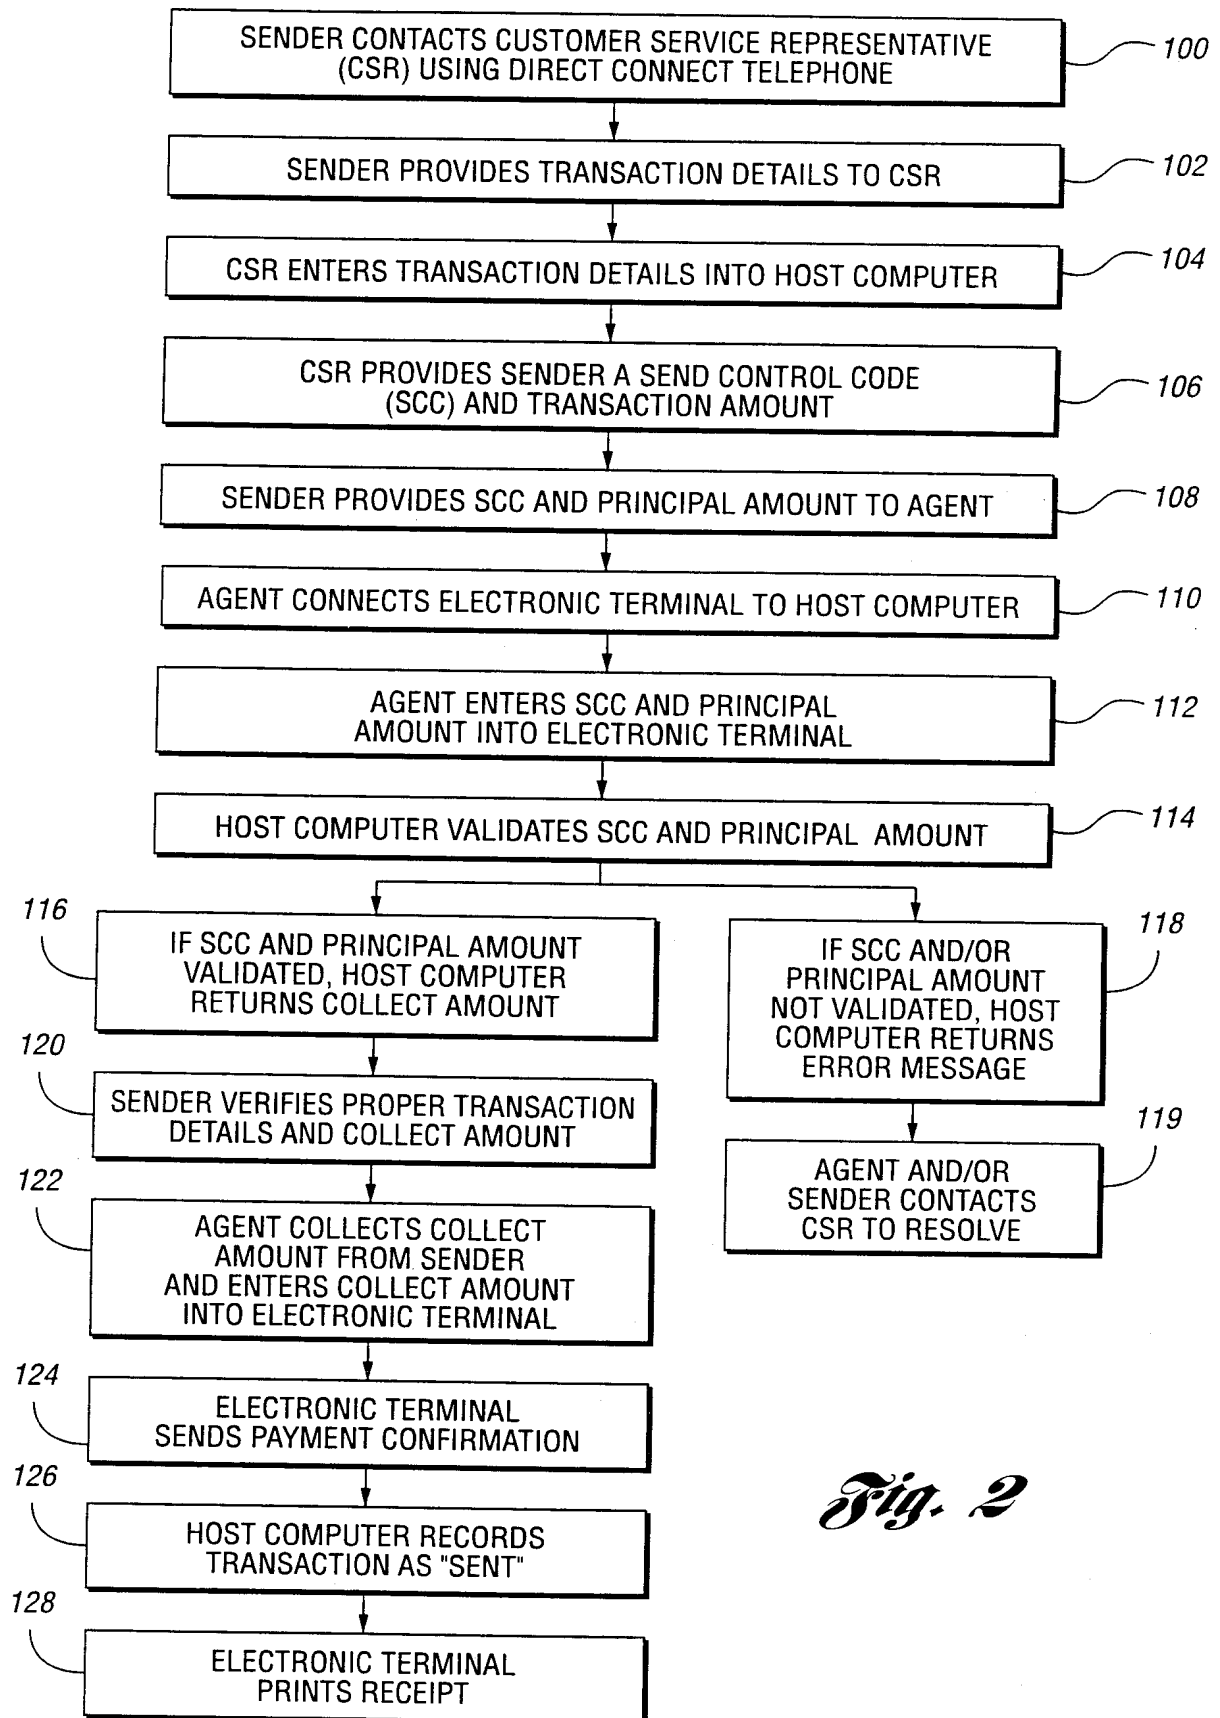 SENDER CONTACTS CUSTOMER SERVICE REPRESENTATIVE
(CSR) USING DIRECT CONNECT TELEPHONE
100
SENDER PROVIDES TRANSACTION DETAILS TO CSR
102
CSR ENTERS TRANSACTION DETAILS INTO HOST COMPUTER
104
CSR PROVIDES SENDER A SEND CONTROL CODE
(SCC) AND TRANSACTION AMOUNT
106
SENDER PROVIDES SCC AND PRINCIPAL AMOUNT TO AGENT
108
AGENT CONNECTS ELECTRONIC TERMINAL TO HOST COMPUTER
110
AGENT ENTERS SCC AND PRINCIPAL
AMOUNT INTO ELECTRONIC TERMINAL
112
HOST COMPUTER VALIDATES SCC AND PRINCIPAL AMOUNT
114
116
IF SCC AND PRINCIPAL AMOUNT
VALIDATED, HOST COMPUTER
RETURNS COLLECT AMOUNT
118
IF SCC AND/OR
PRINCIPAL AMOUNT
NOT VALIDATED, HOST
COMPUTER RETURNS
ERROR MESSAGE
120
SENDER VERIFIES PROPER TRANSACTION
DETAILS AND COLLECT AMOUNT
119
AGENT AND/OR
SENDER CONTACTS
CSR TO RESOLVE
122
AGENT COLLECTS COLLECT
AMOUNT FROM SENDER
AND ENTERS COLLECT AMOUNT
INTO ELECTRONIC TERMINAL
124
ELECTRONIC TERMINAL
SENDS PAYMENT CONFIRMATION
126
HOST COMPUTER RECORDS
TRANSACTION AS "SENT"
128
ELECTRONIC TERMINAL
PRINTS RECEIPT
Fig. 2